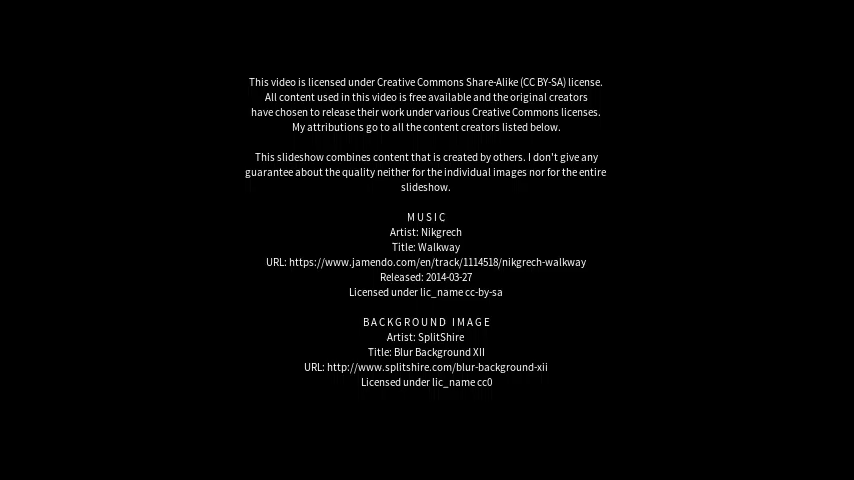 This video is licensed under Creative Commons Share-Alike (CC BY-SA) license.
All content used in this video is free available and the original creators
have chosen to release their work under various Creative Commons licenses.
My attributions go to all the content creators listed below.
This slideshow combines content that is created by others. I don't give any
guarantee about the quality neither for the individual images nor for the entire
slideshow.
MUSIC
Artist: Nikgrech
Title: Walkway
URL: https://www.jamendo.com/en/track/1114518/nikgrech-walkway
Released: 2014-03-27
Licensed under lic_name cc-by-sa
BACKGROUND IMAGE
Artist: SplitShire
Title: Blur Background XII
URL: http://www.splitshire.com/blur-background-xii
Licensed under lic_name cc0